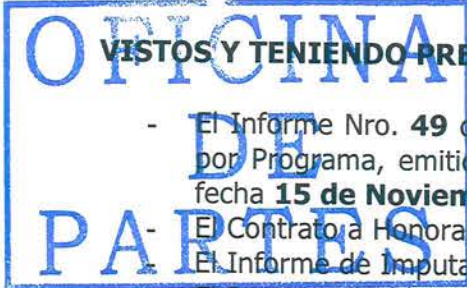 OFICINA
VISTOS Y TENIENDO PRE
- El Informe Nro. 49
DE
por Programa, emitid
fecha 15 de Noviem
PARTES
- El Contrato a Honora
- El Informe de Imputa